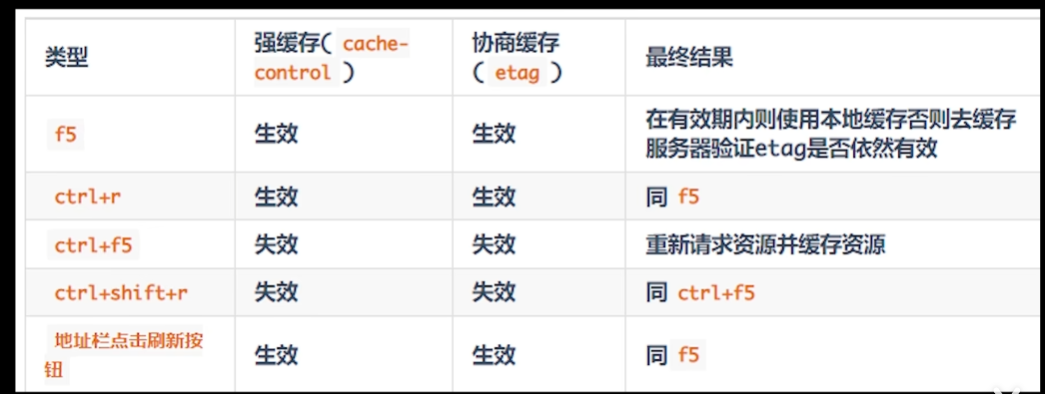 类型
强缓存( cache-
control )
协商缓存
( etag )
最终结果
f5
生效
生效
在有效期内则使用本地缓存否则去缓存
服务器验证etag是否依然有效
ctrl+r
生效
生效
同 f5
ctrl+f5
失效
失效
重新请求资源并缓存资源
ctrl+shift+r
失效
失效
同 ctrl+f5
地址栏点击刷新按
钮
生效
生效
同 f5